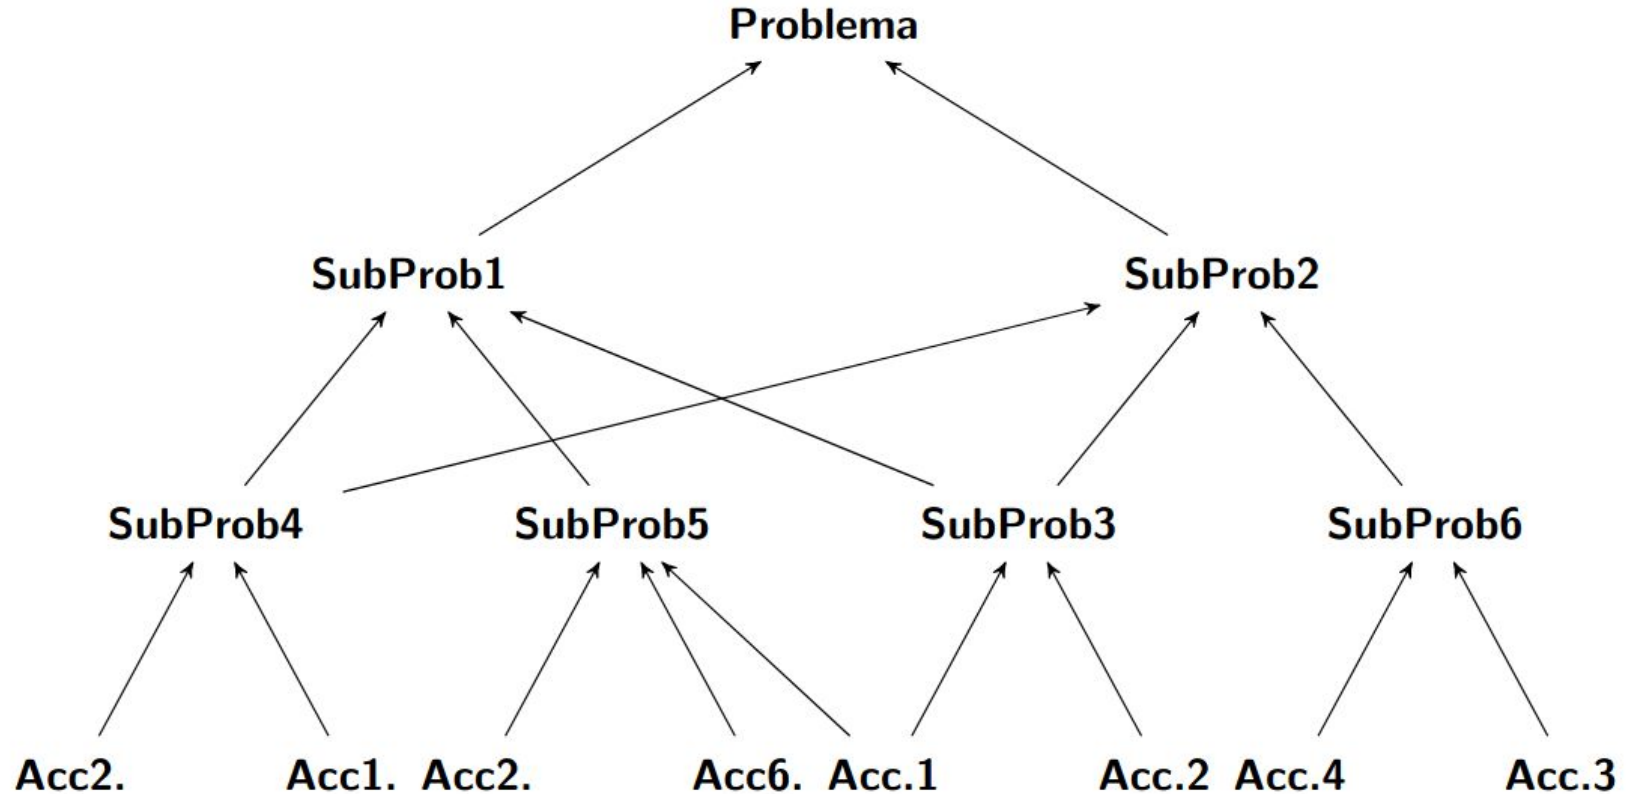 Problema
SubProb1 SubProb2
SubProb4 SubProb5 SubProb3 SubProb6
Acc2. Acc1. Acc2. Acc6. Acc.1 Acc.2 Acc.4 Acc.3